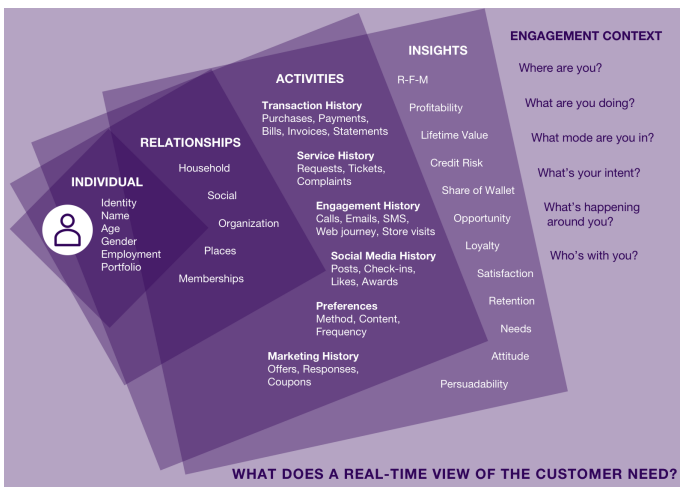 INDIVIDUAL
Identity
Name
Age
Gender
Employment
Portfolio
RELATIONSHIPS
Household
Social
Organization
Places
Memberships
ACTIVITIES
Transaction History
Purchases, Payments,
Bills, Invoices, Statements
Service History
Requests, Tickets,
Complaints
Engagement History
Calls, Emails, SMS,
Web journey, Store visits
Social Media History
Posts, Check-ins,
Likes, Awards
Preferences
Method, Content,
Frequency
Marketing History
Offers, Responses,
Coupons
INSIGHTS
R-F-M
Profitability
Lifetime Value
Credit Risk
Share of Wallet
Opportunity
Loyalty
Satisfaction
Retention
Needs
Attitude
Persuadability
ENGAGEMENT CONTEXT
Where are you?
What are you doing?
What mode are you in?
What's your intent?
What's happening
around you?
Who's with you?
WHAT DOES A REAL-TIME VIEW OF THE CUSTOMER NEED?